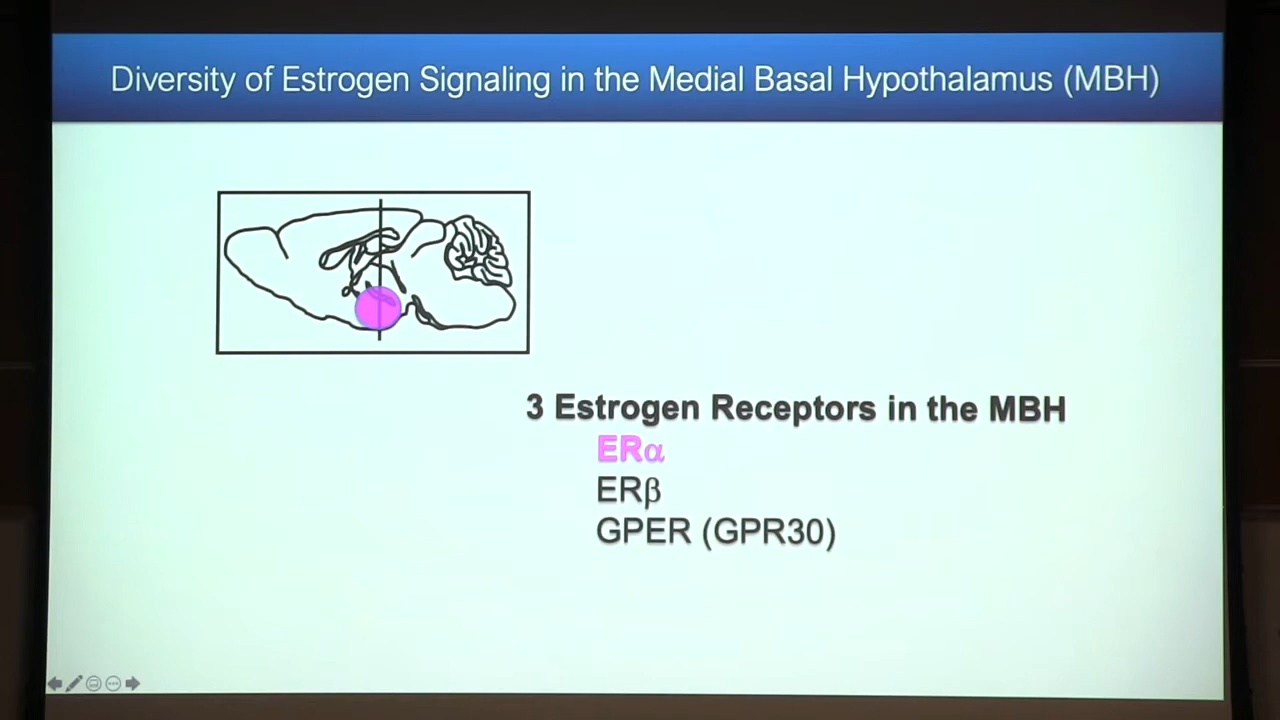 Diversity of Estrogen Signaling in the Medial Basal Hypothalamus (MBH)
3 Estrogen Receptors in the MBH
ERα
ERβ
GPER (GPR30)